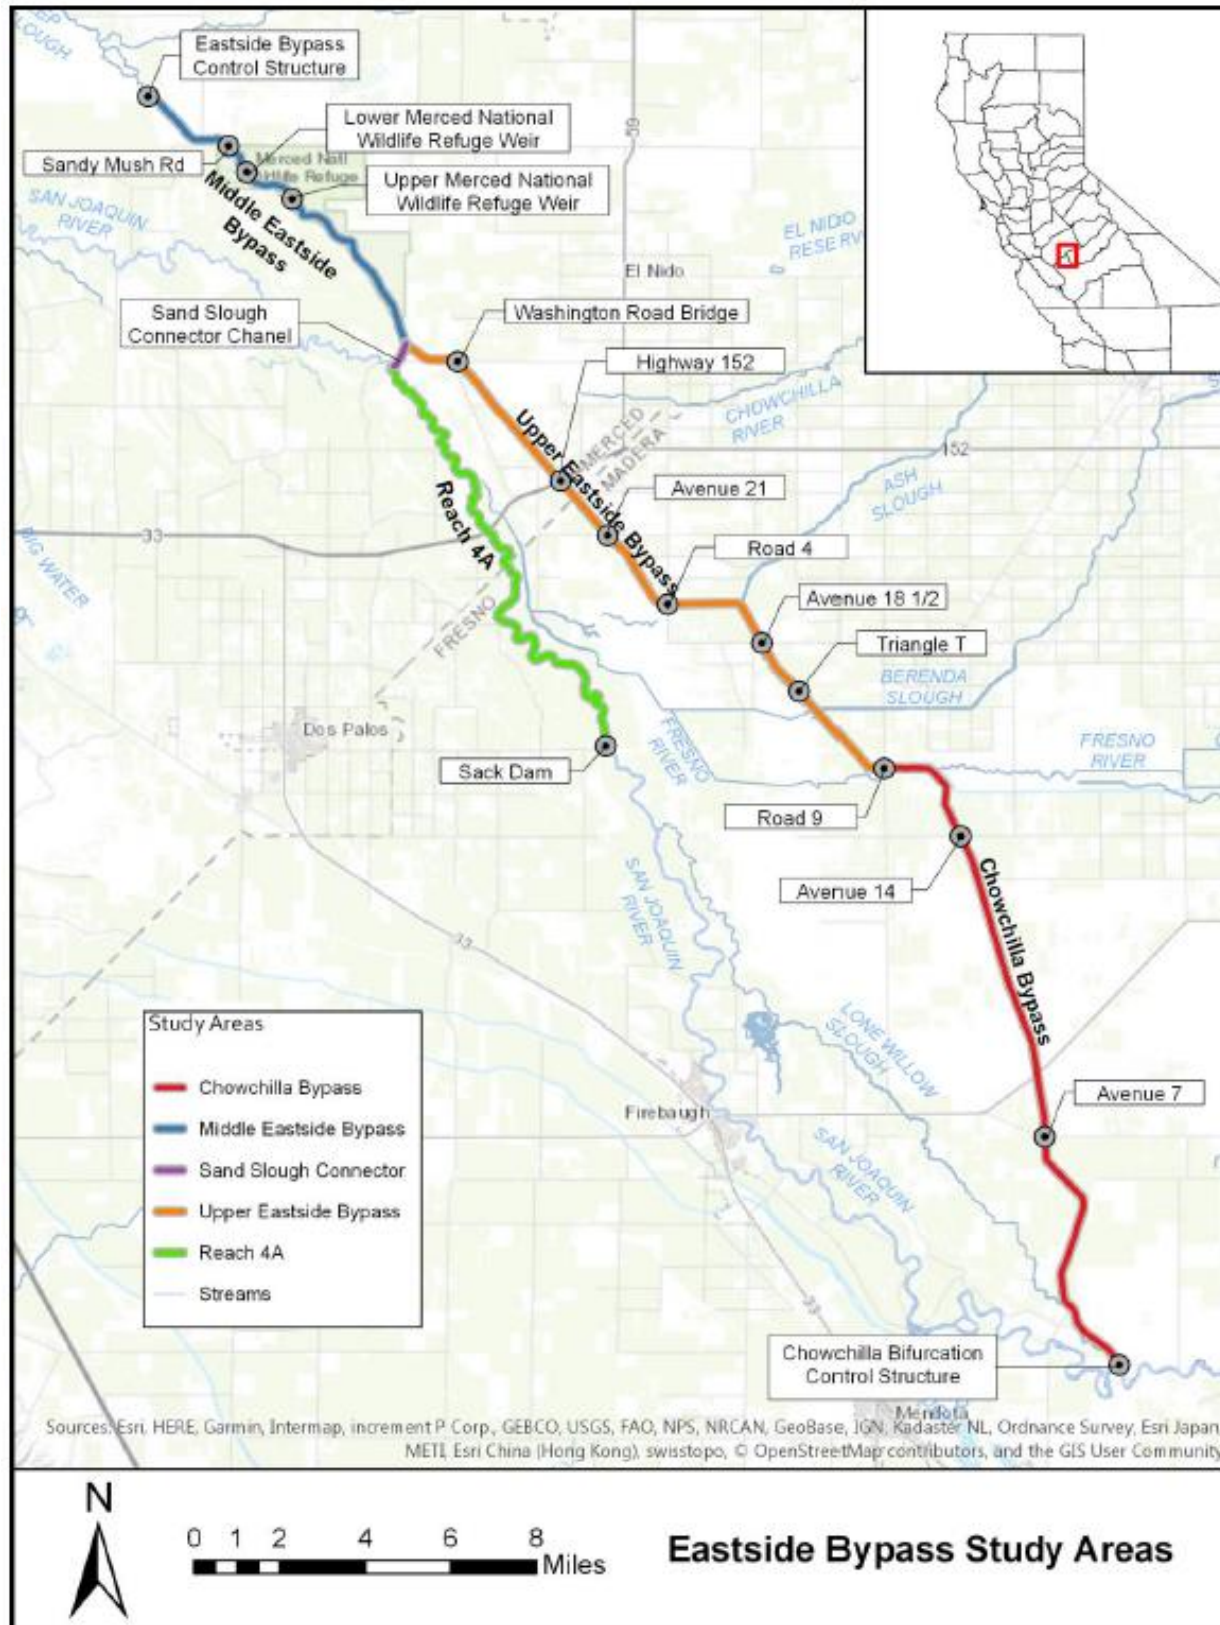 EEP
SLOUGH
Eastside Bypass
Control Structure
Lower Merced National
Wildlife Refuge Weir
Sandy Mush Rd
Merced Natl
Wildlife Refuge
Upper Merced National
Wildlife Refuge Weir
Middle Eastside
Bypass
SAN JOAQUIN
RIVER
59
EL NIDO
RESERV
El Nido
Sand Slough
Connector Chanel
Washington Road Bridge
Highway 152
CHOWCHILLA
RIVER
MERCED
MADERA
Upper Eastside Bypass
152
Avenue 21
ASH
SLOUGH
Reach 4A
33
BIG WATER
Road 4
Avenue 18 1/2
FRESNO
Triangle T
BERENDA
SLOUGH
Dos Palos
FRESNO
RIVER
FRESNO
RIVER
Sack Dam
Road 9
Avenue 14
SAN JOAQUIN
RIVER
Chowchilla Bypass
33
LONE WILLOW
SLOUGH
Study Areas
Chowchilla Bypass
Middle Eastside Bypass
Sand Slough Connector
Upper Eastside Bypass
Reach 4A
Streams
Firebaugh
Avenue 7
SAN JOAQUIN
RIVER
33
Chowchilla Bifurcation
Control Structure
Mendota
Sources: Esri, HERE, Garmin, Intermap, increment P Corp., GEBCO, USGS, FAO, NPS, NRCAN, GeoBase, IGN, Kadaster NL, Ordnance Survey, Esri Japan,
METI, Esri China (Hong Kong), swisstopo, © OpenStreetMap contributors, and the GIS User Community
N
0 1 2 4 6 8
Miles
Eastside Bypass Study Areas